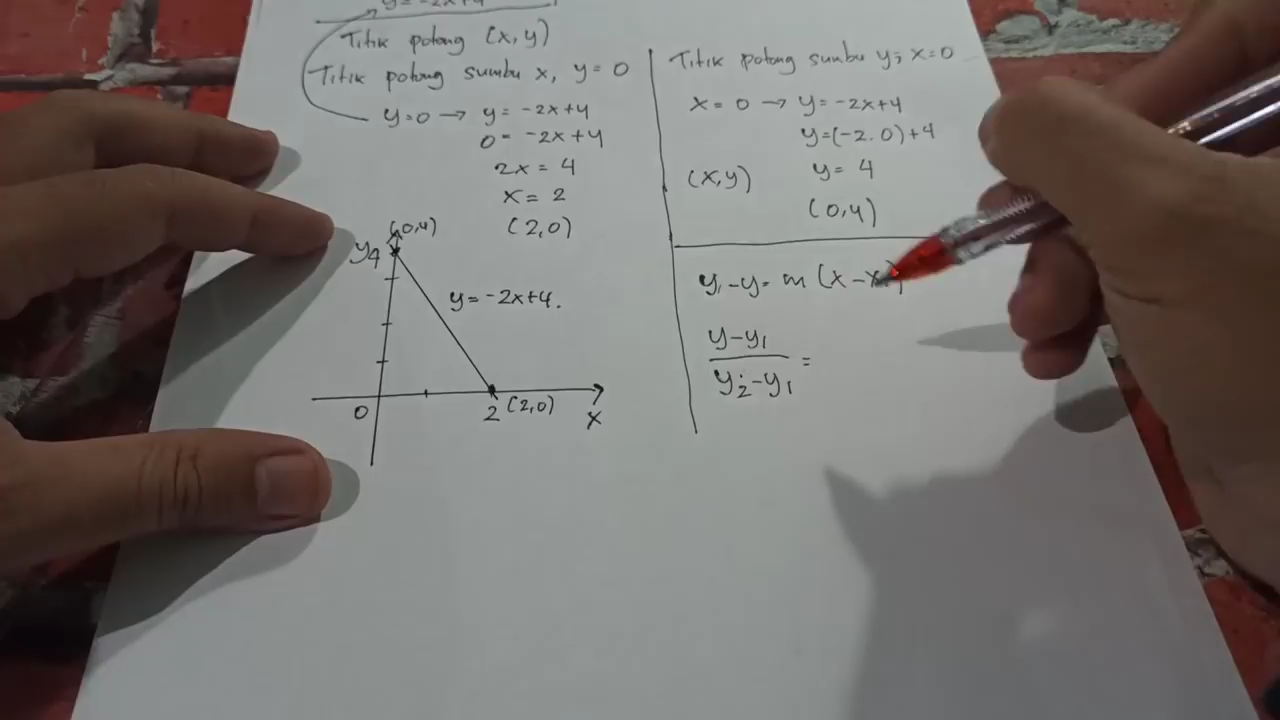 y = -2x+4
Titik potong (x,y)
Titik potong sumbu x, y = 0
y=0 → y = -2x+4
0 = -2x+4
2x = 4
x = 2
(2,0)
Titik potong sumbu y, x=0
x = 0 → y = -2x+4
y=(-2.0)+4
(x,y) y = 4
(0,4)
(0,4)
y 4
y = -2x+4.
0
2 (2,0)
x
y₁-y = m (x-x
y-y₁
y₂-y₁ =